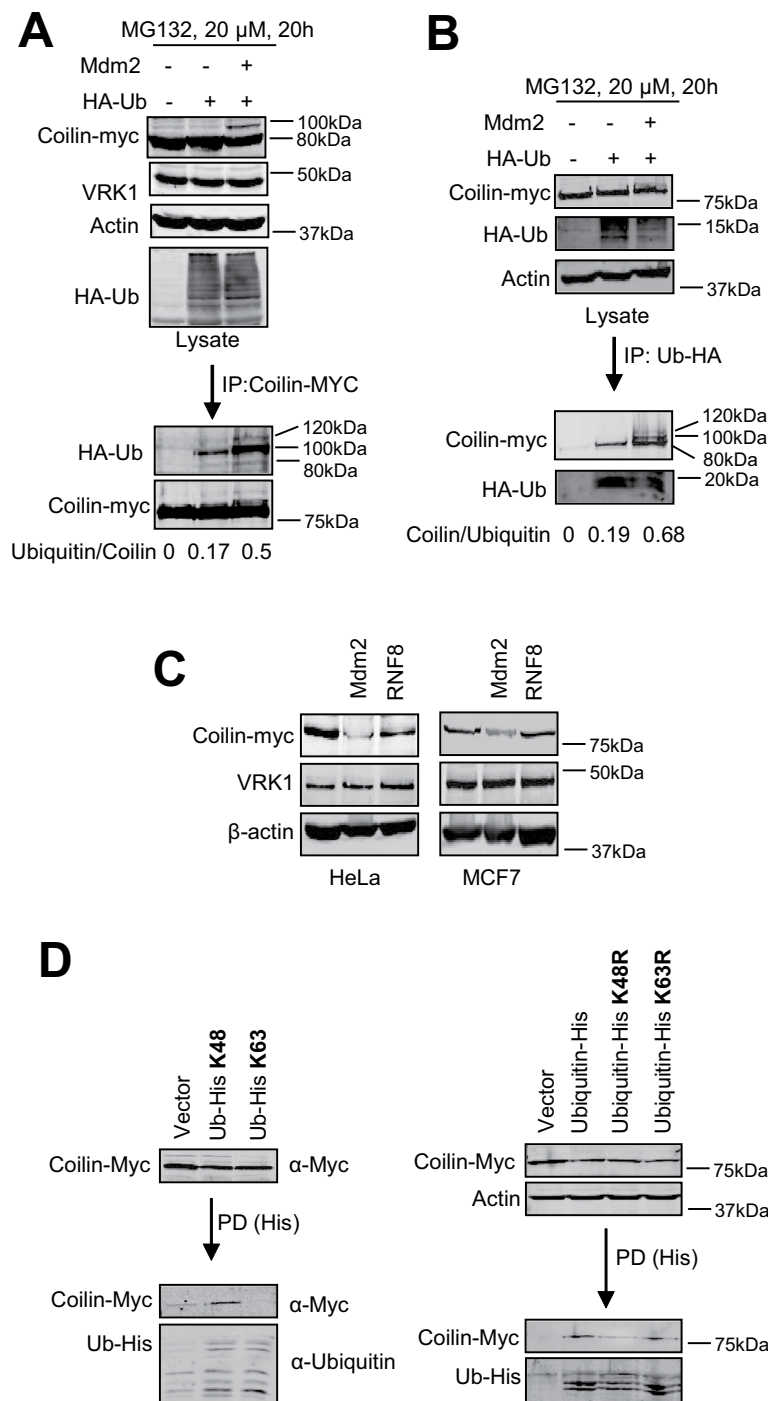 A
MG132, 20 µM, 20h
Mdm2 - - +
HA-Ub - + +
Coilin-myc 100kDa
80kDa
VRK1 50kDa
Actin 37kDa
HA-Ub
Lysate
IP:Coilin-MYC
HA-Ub 120kDa
100kDa
80kDa
Coilin-myc 75kDa
Ubiquitin/Coilin 0 0.17 0.5
B
MG132, 20 µM, 20h
Mdm2 - - +
HA-Ub - + +
Coilin-myc 75kDa
HA-Ub 15kDa
Actin 37kDa
Lysate
IP: Ub-HA
Coilin-myc 120kDa
100kDa
80kDa
HA-Ub 20kDa
Coilin/Ubiquitin 0 0.19 0.68
C
Mdm2 RNF8 Mdm2 RNF8
Coilin-myc 75kDa
VRK1 50kDa
β-actin 37kDa
HeLa MCF7
D
Vector
Ub-His K48
Ub-His K63
Coilin-Myc α-Myc
PD (His)
Coilin-Myc α-Myc
Ub-His α-Ubiquitin
Vector
Ubiquitin-His
Ubiquitin-His K48R
Ubiquitin-His K63R
Coilin-Myc 75kDa
Actin 37kDa
PD (His)
Coilin-Myc 75kDa
Ub-His